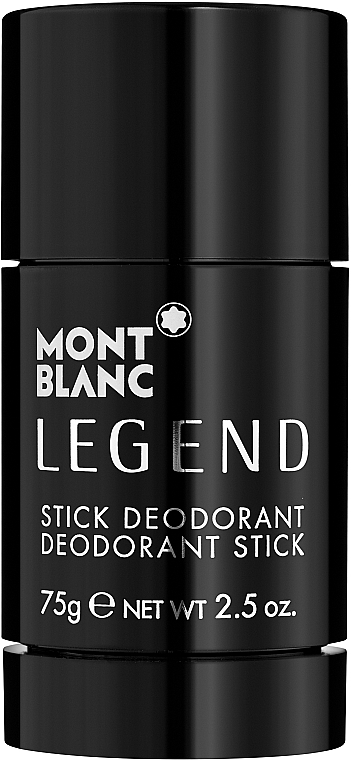 MONT
BLANC
LEGEND
STICK DEODORANT
DEODORANT STICK
75g ℮ NET WT 2.5 oz.